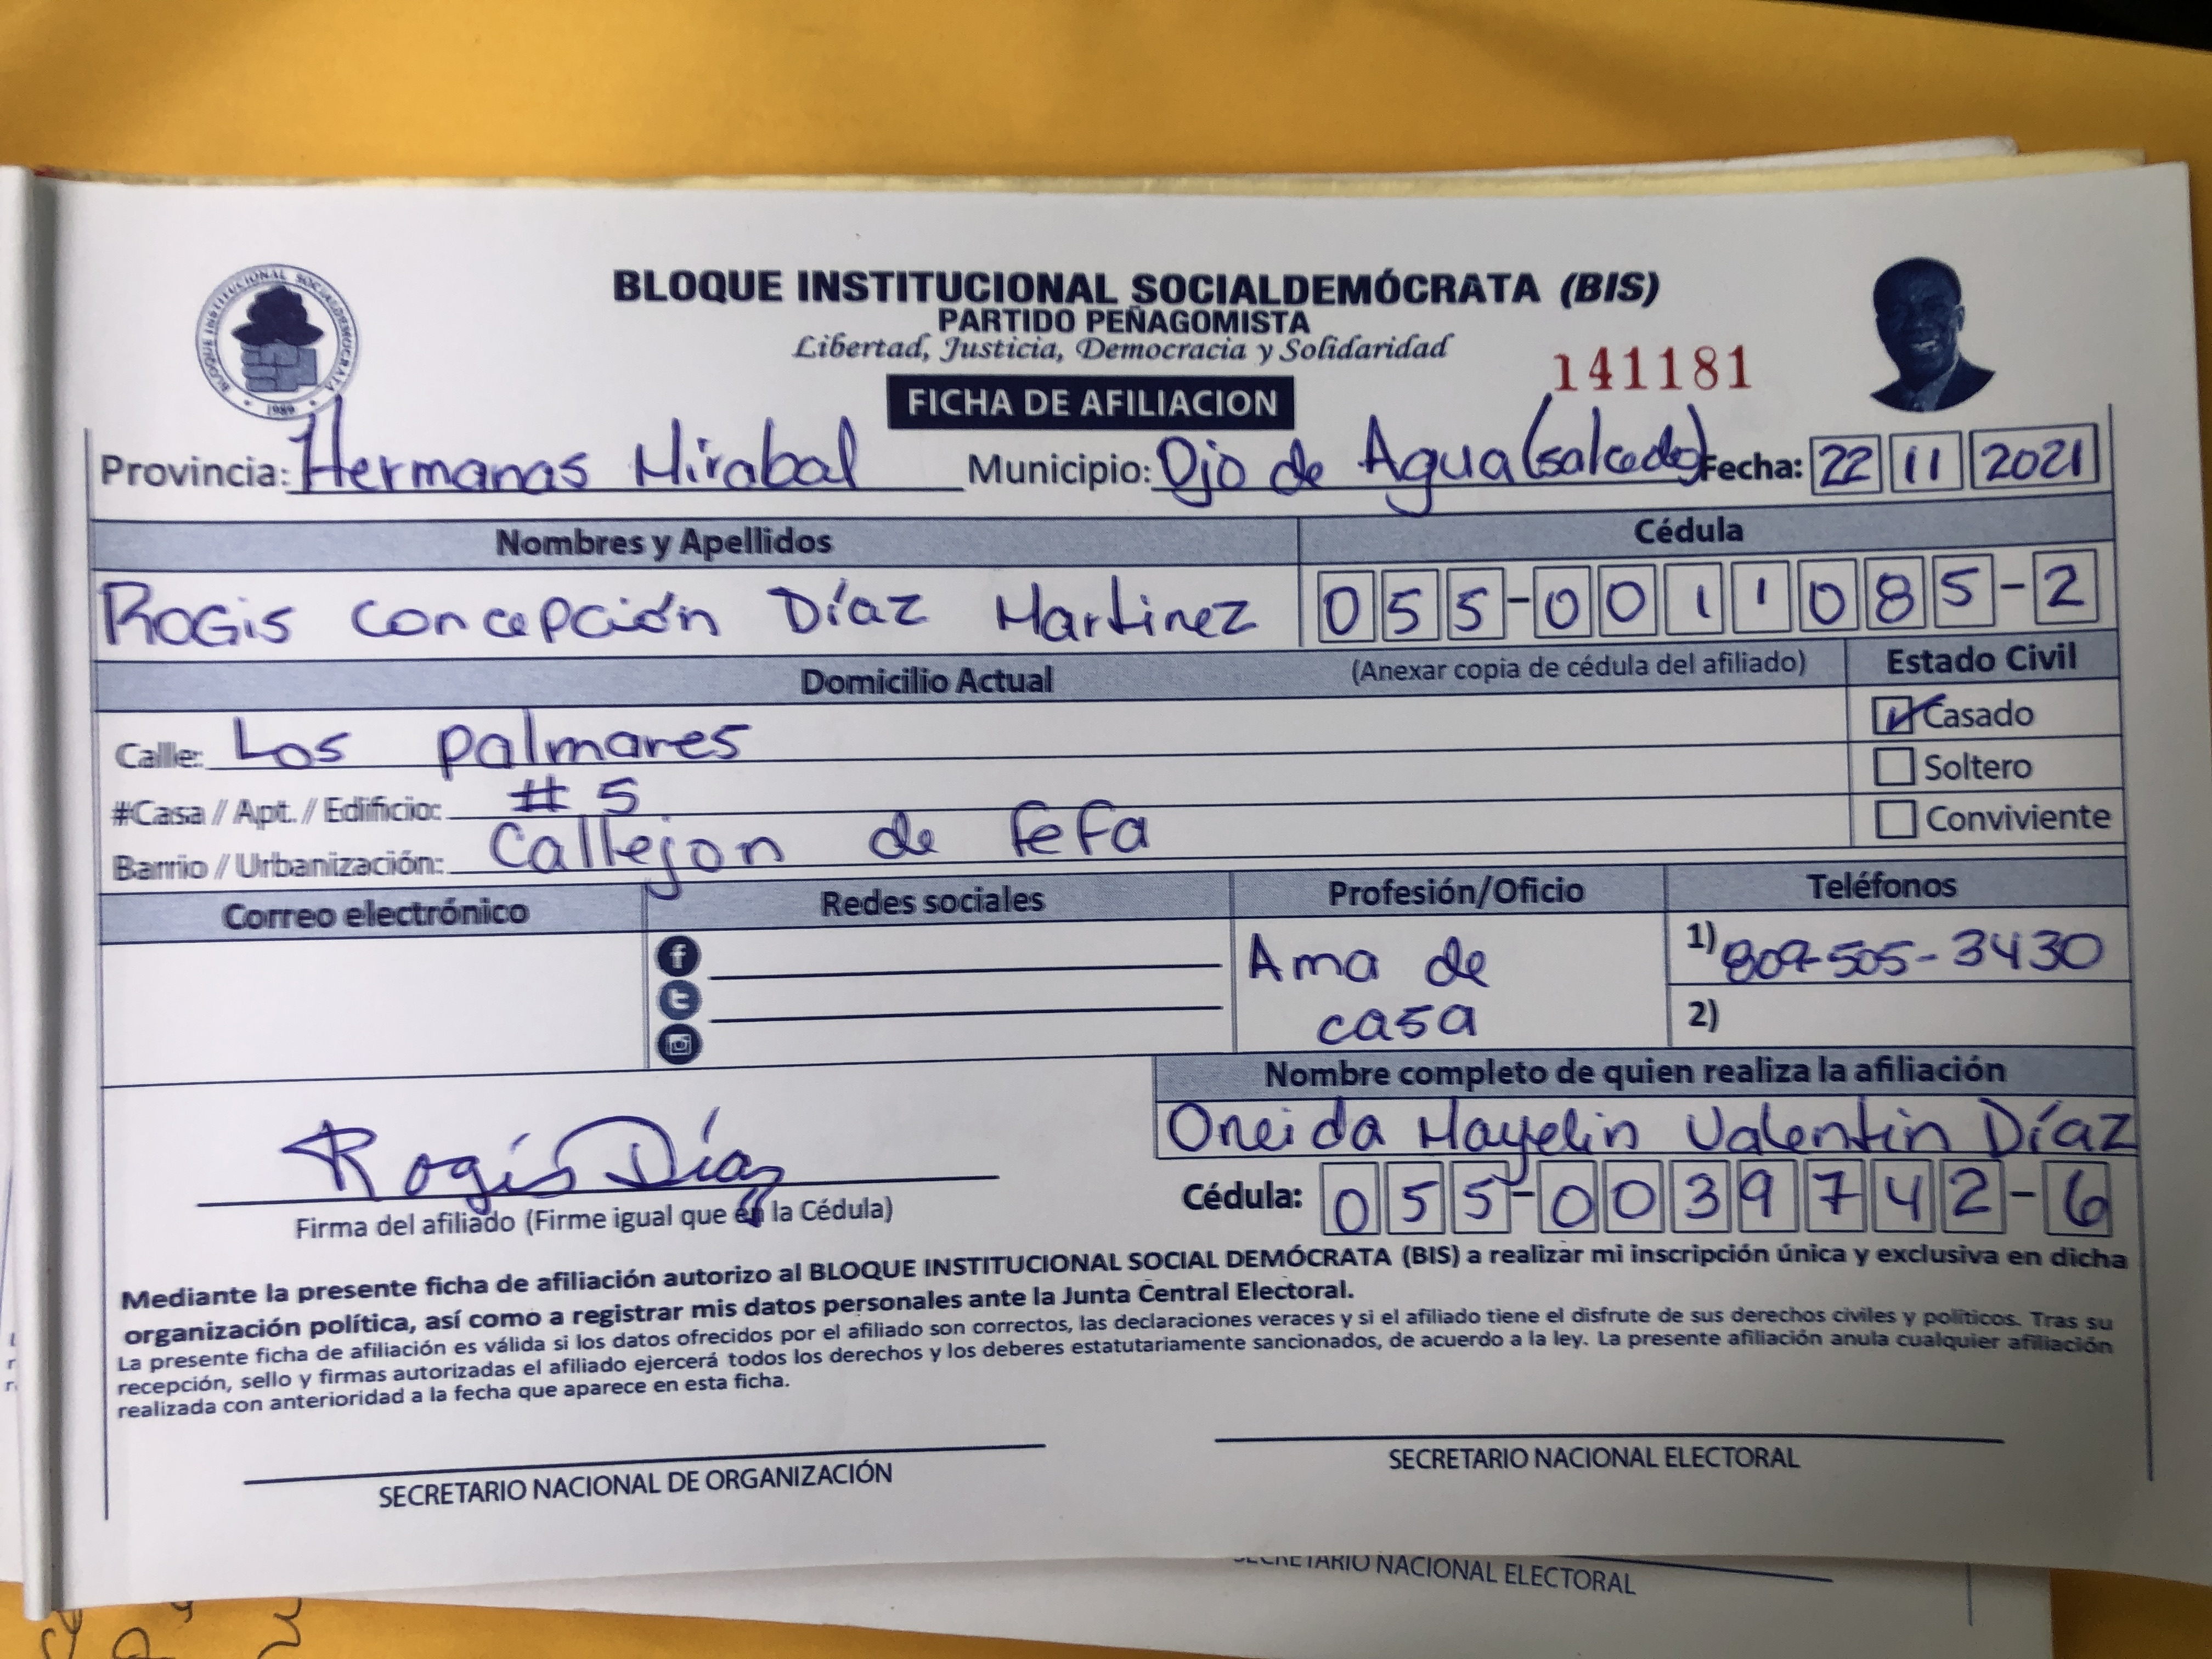 BLOQUE INSTITUCIONAL SOCIALDEMÓCRATA
1989
BLOQUE INSTITUCIONAL SOCIALDEMÓCRATA (BIS)
PARTIDO PEÑAGOMISTA
Libertad, Justicia, Democracia y Solidaridad
141181
FICHA DE AFILIACION
Provincia: Hermanas Mirabal Municipio: Ojo de Agua (salcedo) Fecha: 22 11 2021
Nombres y Apellidos Cédula
Rogis Concepción Díaz Martinez 055-0011085-2
Domicilio Actual (Anexar copia de cédula del afiliado) Estado Civil
Calle: Los palmares
Casado
#Casa / Apt. / Edificio: # 5
Soltero
Barrio / Urbanización: Callejon de fefa
Conviviente
Correo electrónico Redes sociales Profesión/Oficio Teléfonos
Ama de casa
1) 809-505-3430
2)
Nombre completo de quien realiza la afiliación
Oneida Mayelin Valentin Díaz
Rogis Díaz
Cédula: 055-0039742-6
Firma del afiliado (Firme igual que en la Cédula)
Mediante la presente ficha de afiliación autorizo al BLOQUE INSTITUCIONAL SOCIAL DEMÓCRATA (BIS) a realizar mi inscripción única y exclusiva en dicha
organización política, así como a registrar mis datos personales ante la Junta Central Electoral.
La presente ficha de afiliación es válida si los datos ofrecidos por el afiliado son correctos, las declaraciones veraces y si el afiliado tiene el disfrute de sus derechos civiles y políticos. Tras su
recepción, sello y firmas autorizadas el afiliado ejercerá todos los derechos y los deberes estatutariamente sancionados, de acuerdo a la ley. La presente afiliación anula cualquier afiliación
realizada con anterioridad a la fecha que aparece en esta ficha.
SECRETARIO NACIONAL DE ORGANIZACIÓN
SECRETARIO NACIONAL ELECTORAL
SECRETARIO NACIONAL ELECTORAL